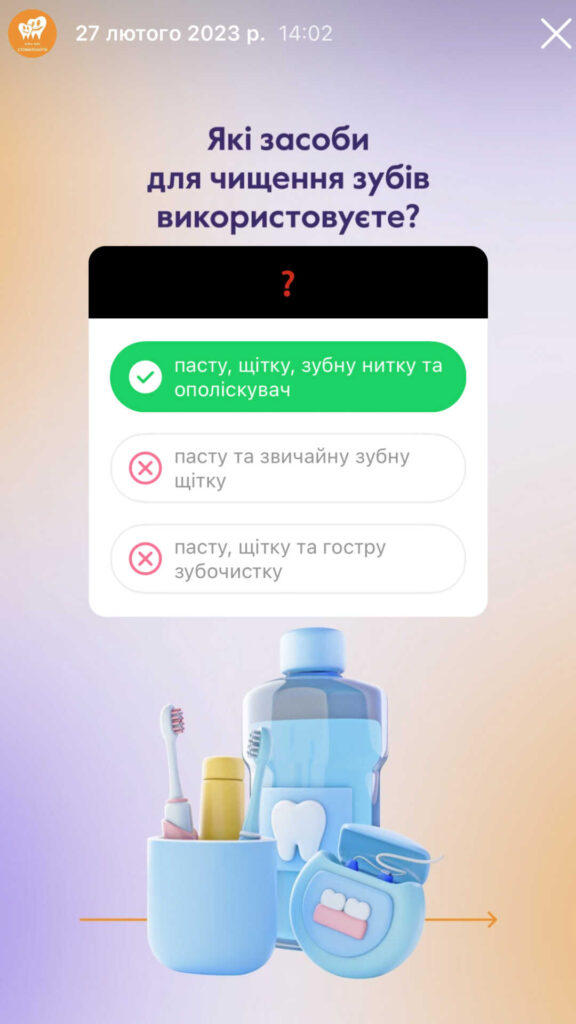 27 лютого 2023 р. 14:02
СТОМАТОЛОГІЯ
Які засоби
для чищення зубів
використовуєте?
?
пасту, щітку, зубну нитку та
ополіскувач
пасту та звичайну зубну
щітку
пасту, щітку та гостру
зубочистку